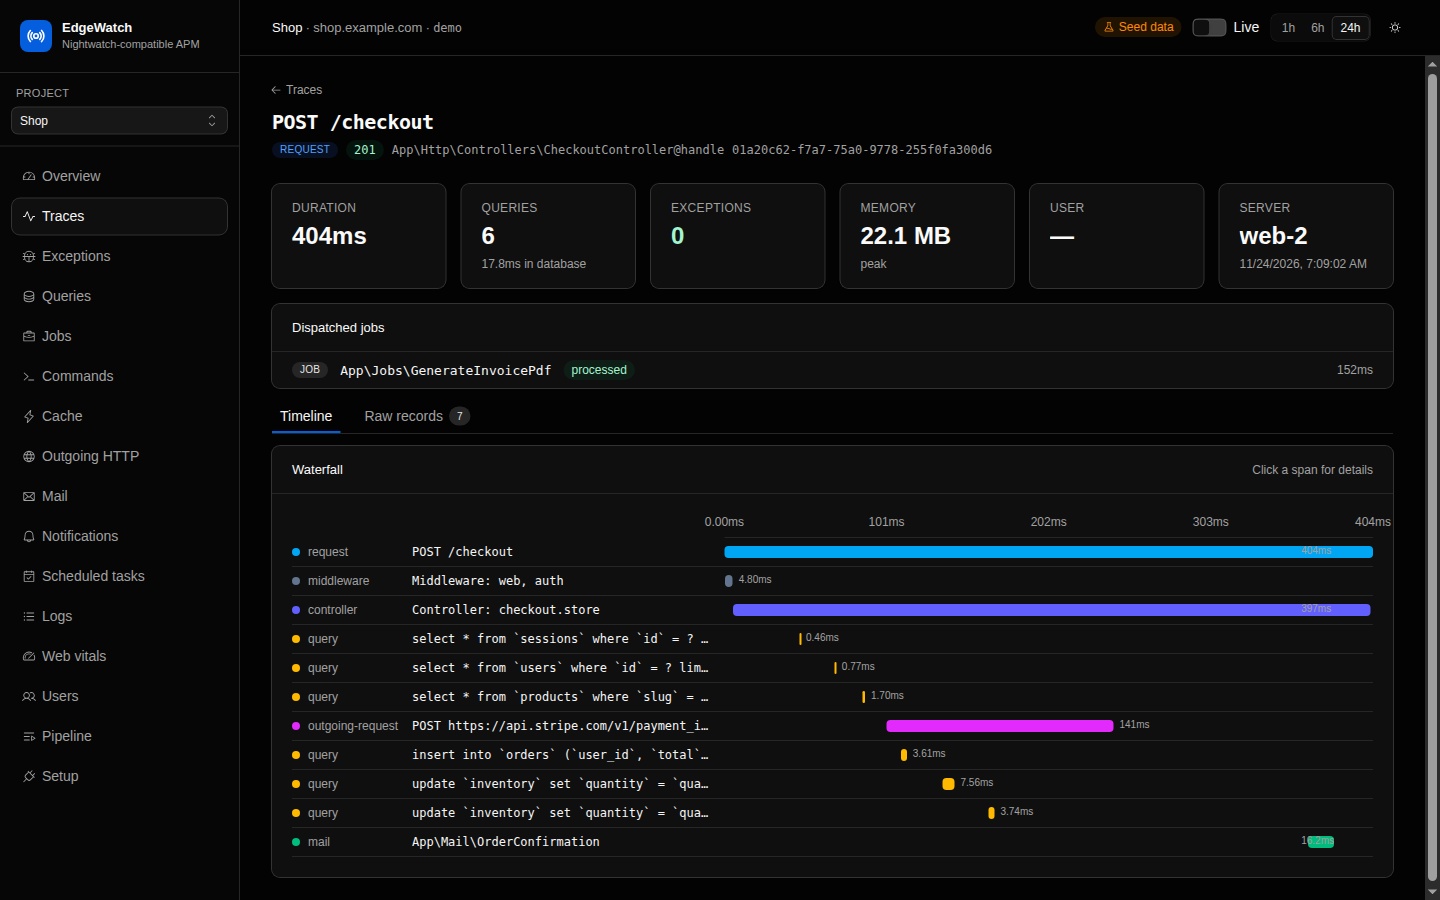 EdgeWatch
Nightwatch-compatible APM
PROJECT
Shop
Overview
Traces
Exceptions
Queries
Jobs
Commands
Cache
Outgoing HTTP
Mail
Notifications
Scheduled tasks
Logs
Web vitals
Users
Pipeline
Setup
Shop · shop.example.com · demo
Seed data
Live
1h 6h 24h
← Traces
POST /checkout
REQUEST 201 App\Http\Controllers\CheckoutController@handle 01a20c62-f7a7-75a0-9778-255f0fa300d6
DURATION
404ms
QUERIES
6
17.8ms in database
EXCEPTIONS
0
MEMORY
22.1 MB
peak
USER
—
SERVER
web-2
11/24/2026, 7:09:02 AM
Dispatched jobs
JOB App\Jobs\GenerateInvoicePdf processed 152ms
Timeline Raw records 7
Waterfall Click a span for details
0.00ms 101ms 202ms 303ms 404ms
request POST /checkout 404ms
middleware Middleware: web, auth 4.80ms
controller Controller: checkout.store 397ms
query select * from `sessions` where `id` = ? … 0.46ms
query select * from `users` where `id` = ? lim… 0.77ms
query select * from `products` where `slug` = … 1.70ms
outgoing-request POST https://api.stripe.com/v1/payment_i… 141ms
query insert into `orders` (`user_id`, `total`… 3.61ms
query update `inventory` set `quantity` = `qua… 7.56ms
query update `inventory` set `quantity` = `qua… 3.74ms
mail App\Mail\OrderConfirmation 16.2ms